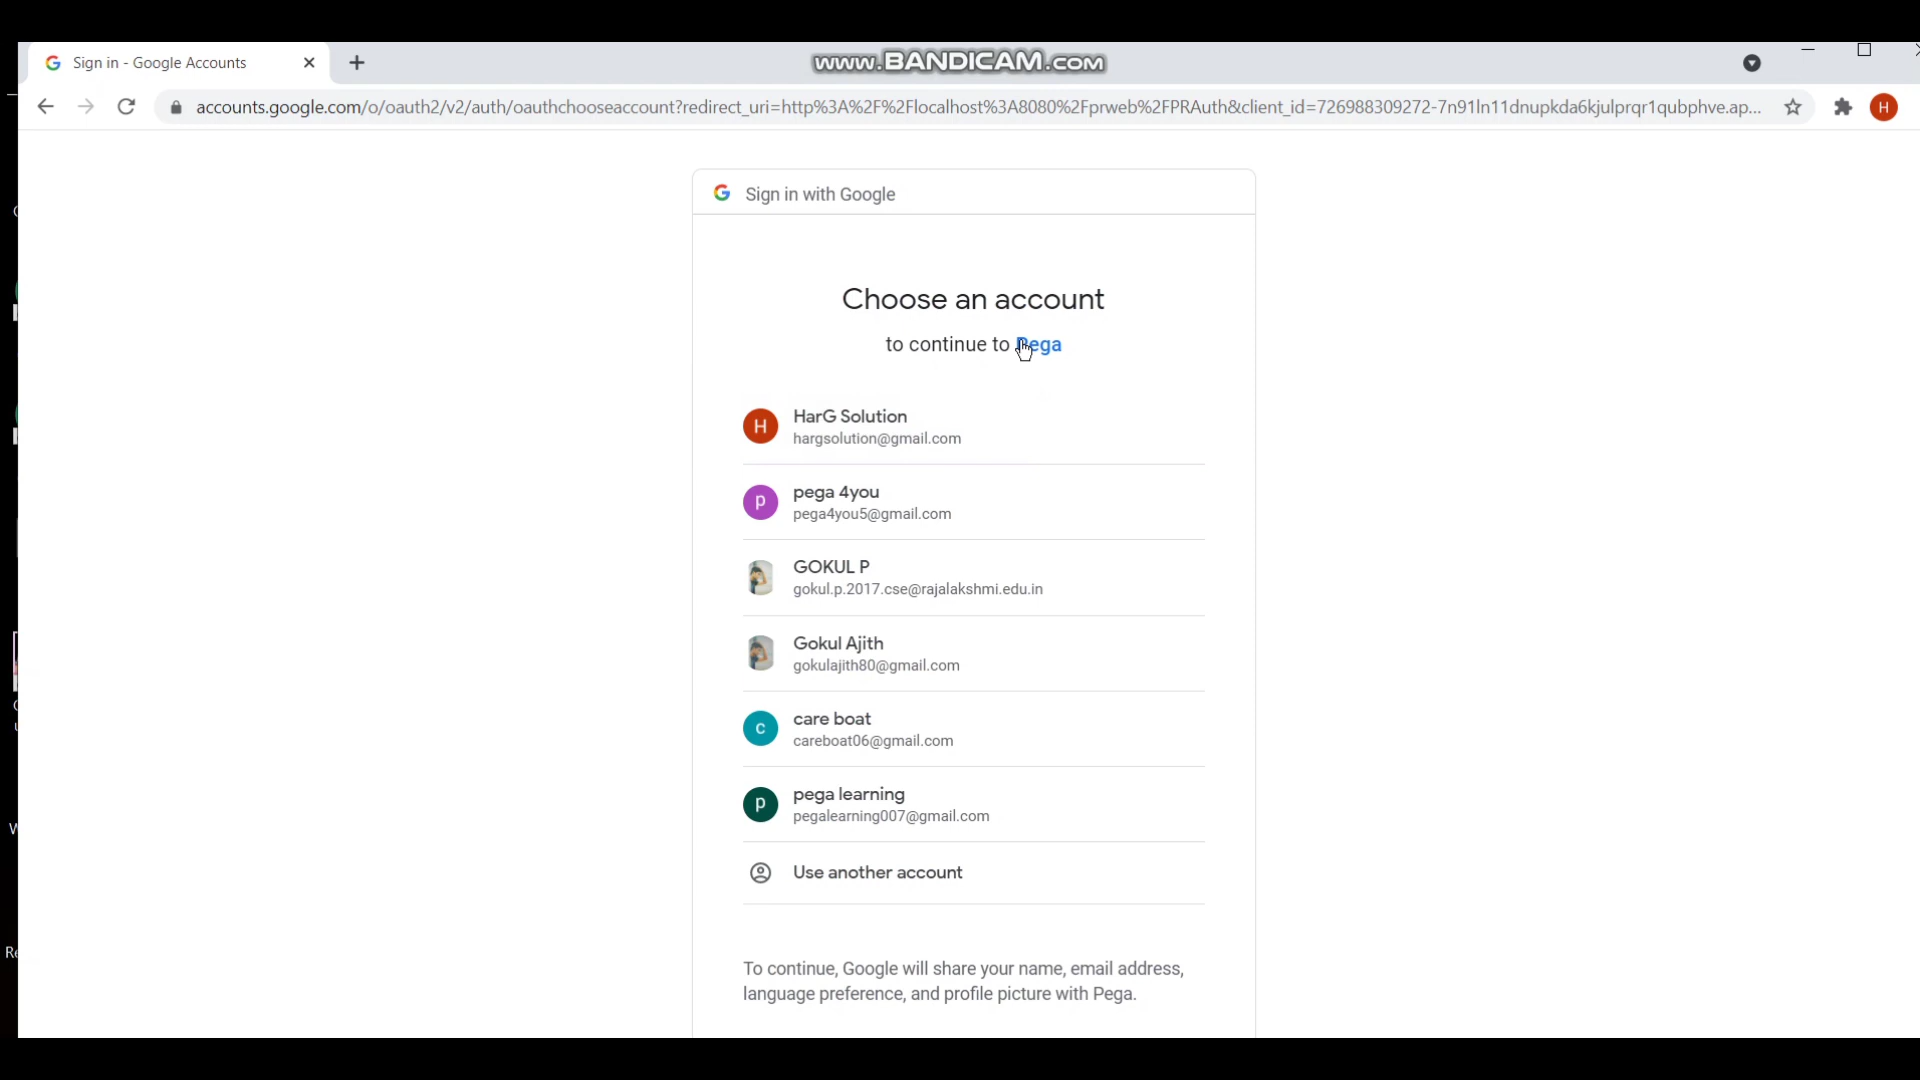 Sign in - Google Accounts
www.BANDICAM.com
accounts.google.com/o/oauth2/v2/auth/oauthchooseaccount?redirect_uri=http%3A%2F%2Flocalhost%3A8080%2Fprweb%2FPRAuth&client_id=726988309272-7n91ln11dnupkda6kjulprqr1qubphve.ap...
H
Sign in with Google
Choose an account
to continue to Pega
H
HarG Solution
hargsolution@gmail.com
p
pega 4you
pega4you5@gmail.com
GOKUL P
gokul.p.2017.cse@rajalakshmi.edu.in
Gokul Ajith
gokulajith80@gmail.com
c
care boat
careboat06@gmail.com
p
pega learning
pegalearning007@gmail.com
Use another account
To continue, Google will share your name, email address,
language preference, and profile picture with Pega.